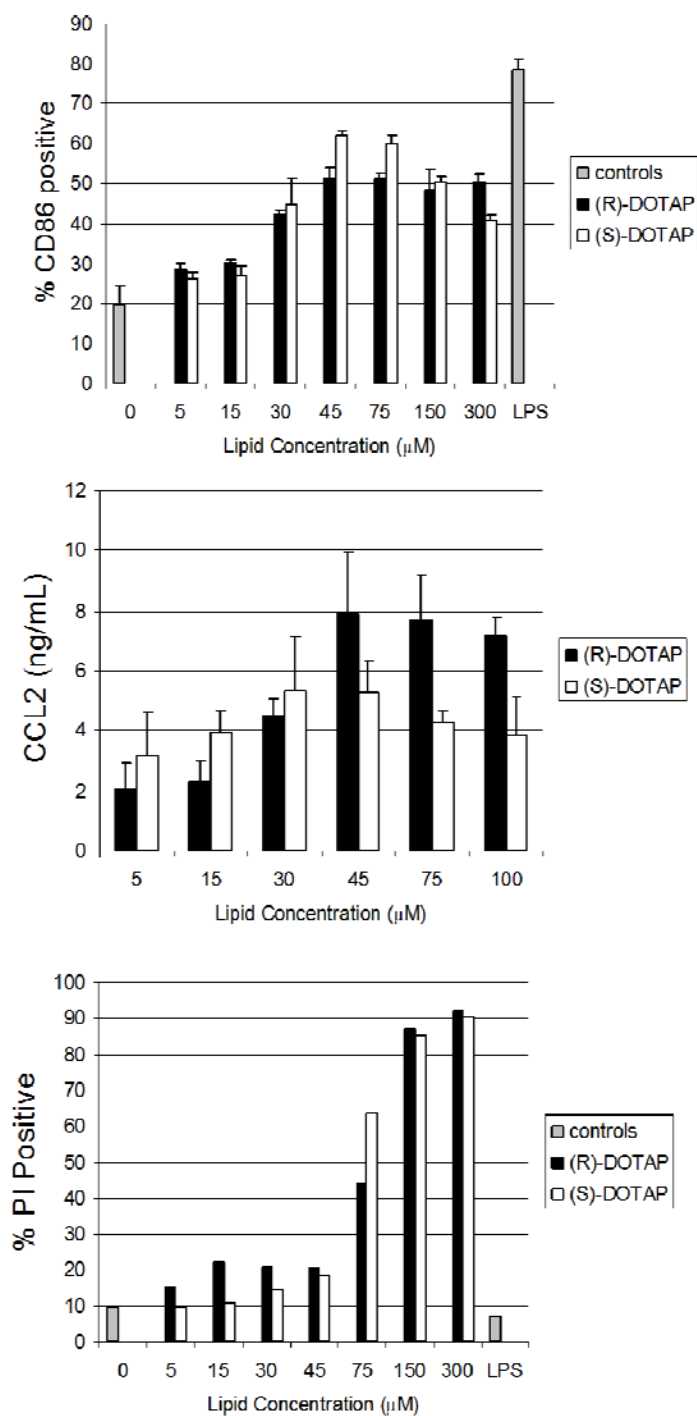 90
80
70
60
50
40
30
20
10
0
% CD86 positive
0 5 15 30 45 75 150 300 LPS
Lipid Concentration (μM)
controls
(R)-DOTAP
(S)-DOTAP
12
10
8
6
4
2
0
CCL2 (ng/mL)
5 15 30 45 75 100
Lipid Concentration (μM)
(R)-DOTAP
(S)-DOTAP
100
90
80
70
60
50
40
30
20
10
0
% PI Positive
0 5 15 30 45 75 150 300 LPS
Lipid Concentration (μM)
controls
(R)-DOTAP
(S)-DOTAP